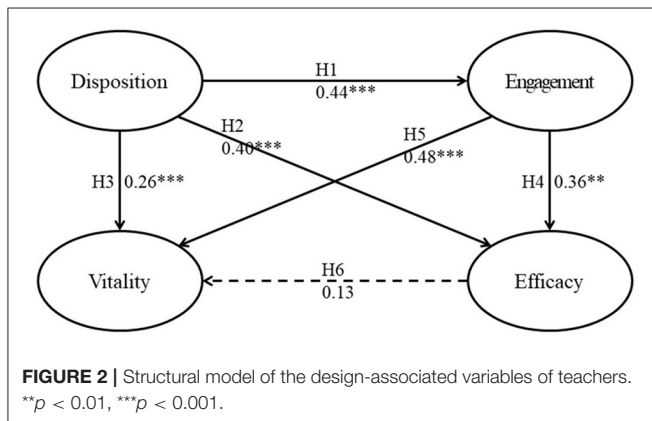 H1
Disposition
Engagement
0.44***
H2
0.40***
H5
0.48***
H3
0.26***
H4
0.36**
H6
Vitality
Efficacy
0.13
FIGURE 2 | Structural model of the design-associated variables of teachers.
**p < 0.01, ***p < 0.001.